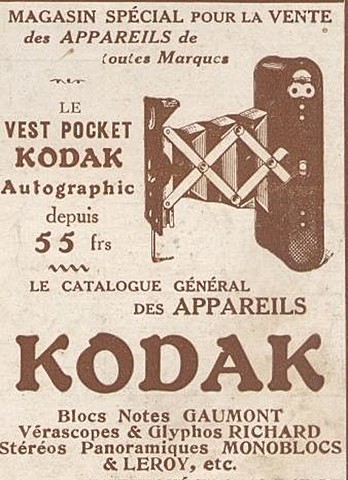 MAGASIN SPÉCIAL POUR LA VENTE
des APPAREILS de
toutes Marques
LE
VEST POCKET
KODAK
Autographic
depuis
55 frs
LE CATALOGUE GÉNÉRAL
DES APPAREILS
KODAK
Blocs Notes GAUMONT
Vérascopes & Glyphos RICHARD
Stéréos Panoramiques MONOBLOCS
& LEROY, etc.